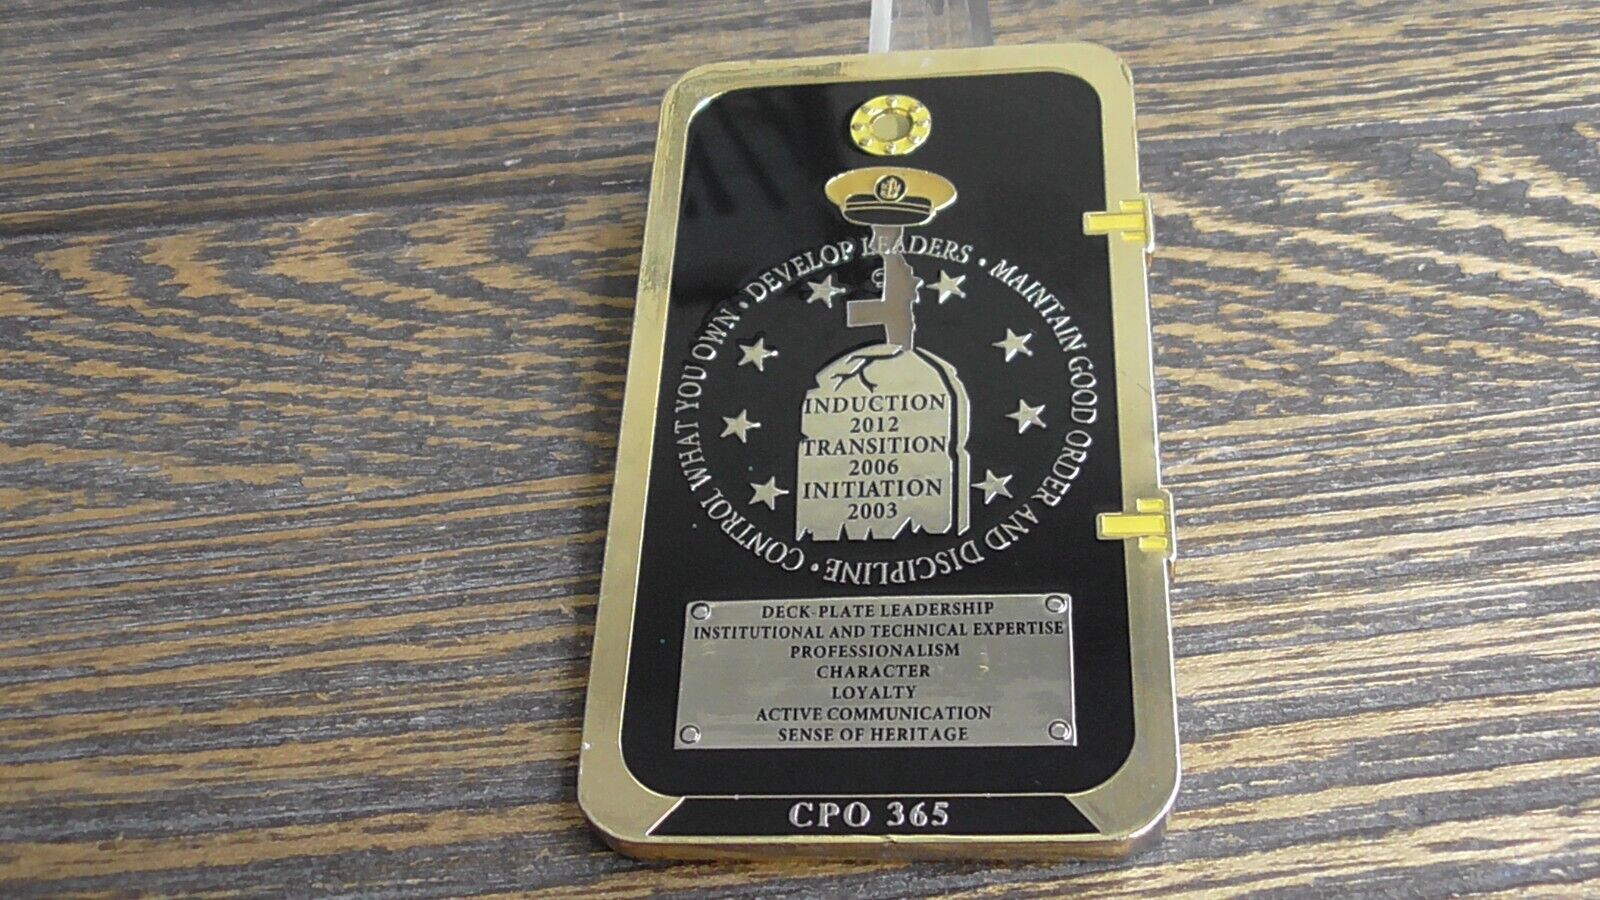 CONTROL WHAT YOU OWN • DEVELOP LEADERS • MAINTAIN GOOD ORDER AND DISCIPLINE •
INDUCTION
2012
TRANSITION
2006
INITIATION
2003
DECK-PLATE LEADERSHIP
INSTITUTIONAL AND TECHNICAL EXPERTISE
PROFESSIONALISM
CHARACTER
LOYALTY
ACTIVE COMMUNICATION
SENSE OF HERITAGE
CPO 365